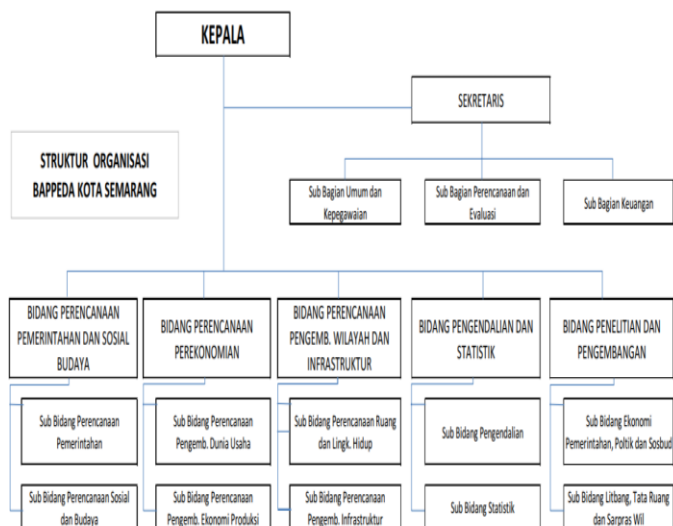 KEPALA
SEKRETARIS
STRUKTUR ORGANISASI
BAPPEDA KOTA SEMARANG
Sub Bagian Umum dan
Kepegawaian
Sub Bagian Perencanaan dan
Evaluasi
Sub Bagian Keuangan
BIDANG PERENCANAAN
PEMERINTAHAN DAN SOSIAL
BUDAYA
BIDANG PERENCANAAN
PEREKONOMIAN
BIDANG PERENCANAAN
PENGEMB. WILAYAH DAN
INFRASTRUKTUR
BIDANG PENGENDALIAN DAN
STATISTIK
BIDANG PENELITIAN DAN
PENGEMBANGAN
Sub Bidang Perencanaan
Pemerintahan
Sub Bidang Perencanaan
Pengemb. Dunia Usaha
Sub Bidang Perencanaan Ruang
dan Lingk. Hidup
Sub Bidang Pengendalian
Sub Bidang Ekonomi
Pemerintahan, Poltik dan Sosbud
Sub Bidang Perencanaan Sosial
dan Budaya
Sub Bidang Perencanaan
Pengemb. Ekonomi Produksi
Sub Bidang Perencanaan
Pengemb. Infrastruktur
Sub Bidang Statistik
Sub Bidang Litbang, Tata Ruang
dan Sarpras Wil